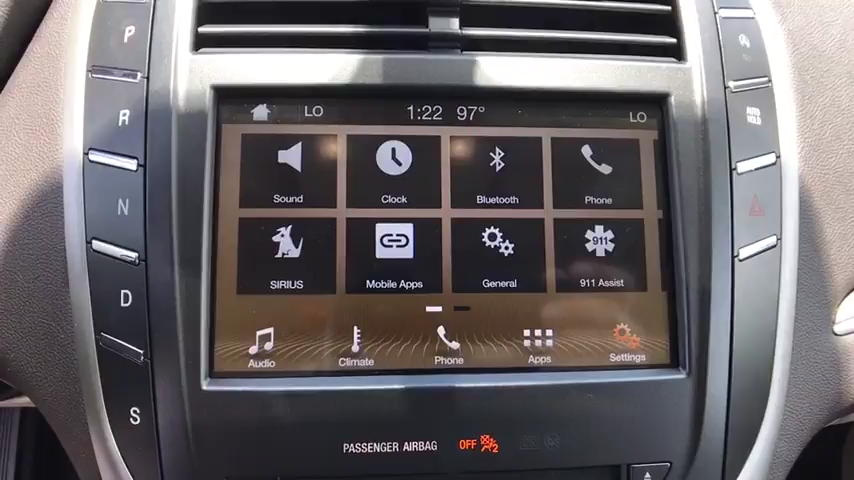 P
R
N
D
S
LO 1:22 97° LO
Sound Clock Bluetooth Phone
911
SIRIUS Mobile Apps General 911 Assist
Audio Climate Phone Apps Settings
PASSENGER AIRBAG OFF 2
AUTO
HOLD